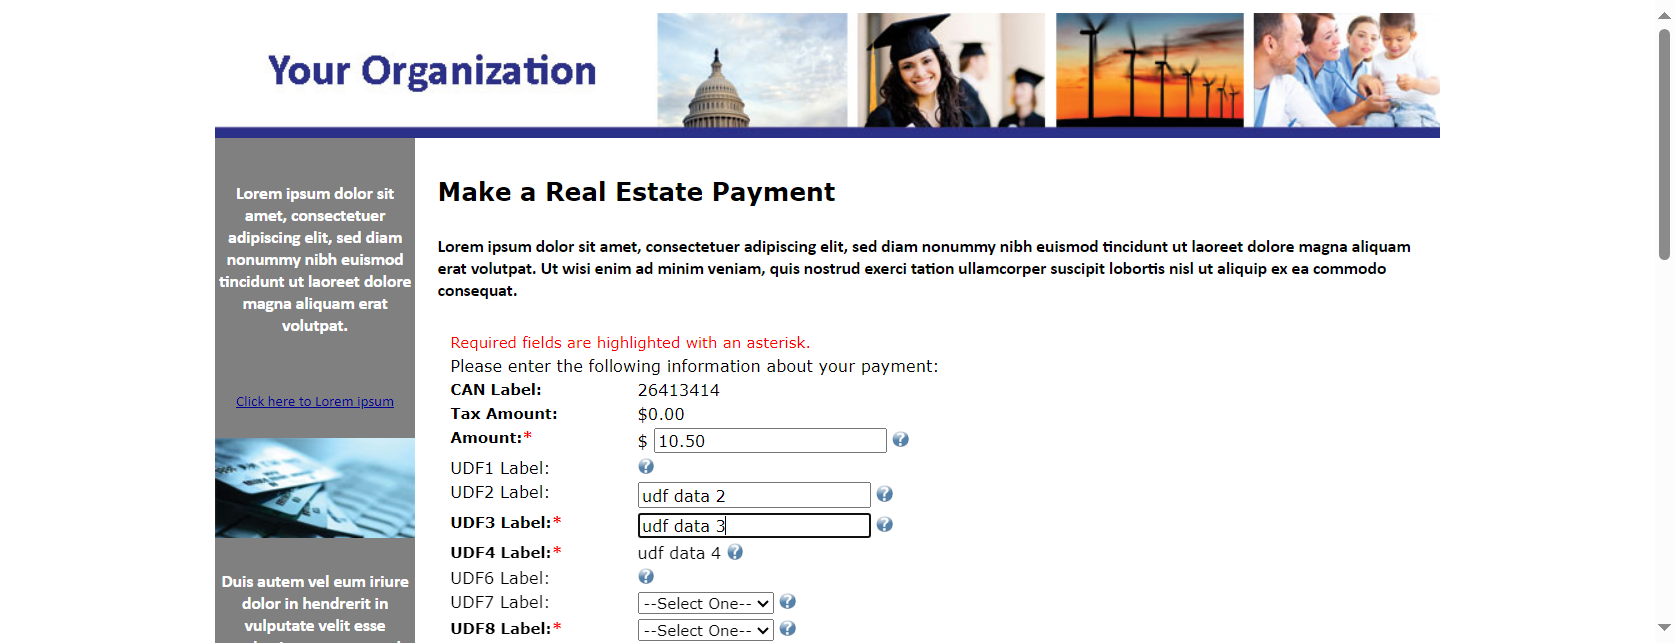 Your Organization
Lorem ipsum dolor sit
amet, consectetuer
adipiscing elit, sed diam
nonummy nibh euismod
tincidunt ut laoreet dolore
magna aliquam erat
volutpat.
Click here to Lorem ipsum
Duis autem vel eum iriure
dolor in hendrerit in
vulputate velit esse
Make a Real Estate Payment
Lorem ipsum dolor sit amet, consectetuer adipiscing elit, sed diam nonummy nibh euismod tincidunt ut laoreet dolore magna aliquam
erat volutpat. Ut wisi enim ad minim veniam, quis nostrud exerci tation ullamcorper suscipit lobortis nisl ut aliquip ex ea commodo
consequat.
Required fields are highlighted with an asterisk.
Please enter the following information about your payment:
CAN Label: 26413414
Tax Amount: $0.00
Amount:* $ 10.50 ?
UDF1 Label: ?
UDF2 Label: udf data 2 ?
UDF3 Label:* udf data 3 ?
UDF4 Label:* udf data 4 ?
UDF6 Label: ?
UDF7 Label: --Select One-- ?
UDF8 Label:* --Select One-- ?